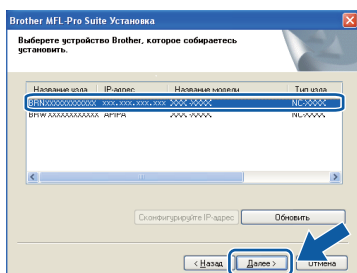 Brother MFL-Pro Suite Установка
Выберете устройство Brother, которое собираетесь
установить.
Название узла IP-адрес Название модели Тип узла
BRNXXXXXXXXXXXX xxx.xxx.xxx.xxx XXX-XXXX NC-XXXX
BRWXXXXXXXXXXXX APIPA XXX-XXXX NC-XXXX
Сконфигурируйте IP-адрес Обновить
< Назад Далее > Отмена